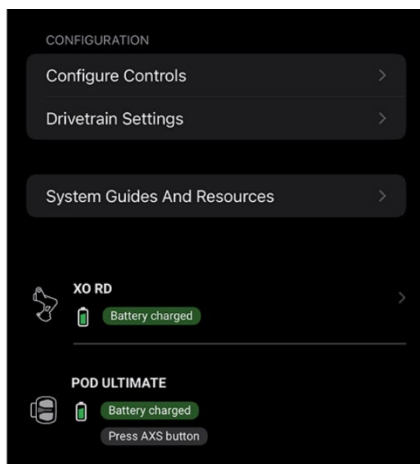 CONFIGURATION
Configure Controls
Drivetrain Settings
System Guides And Resources
XO RD
Battery charged
POD ULTIMATE
Battery charged
Press AXS button